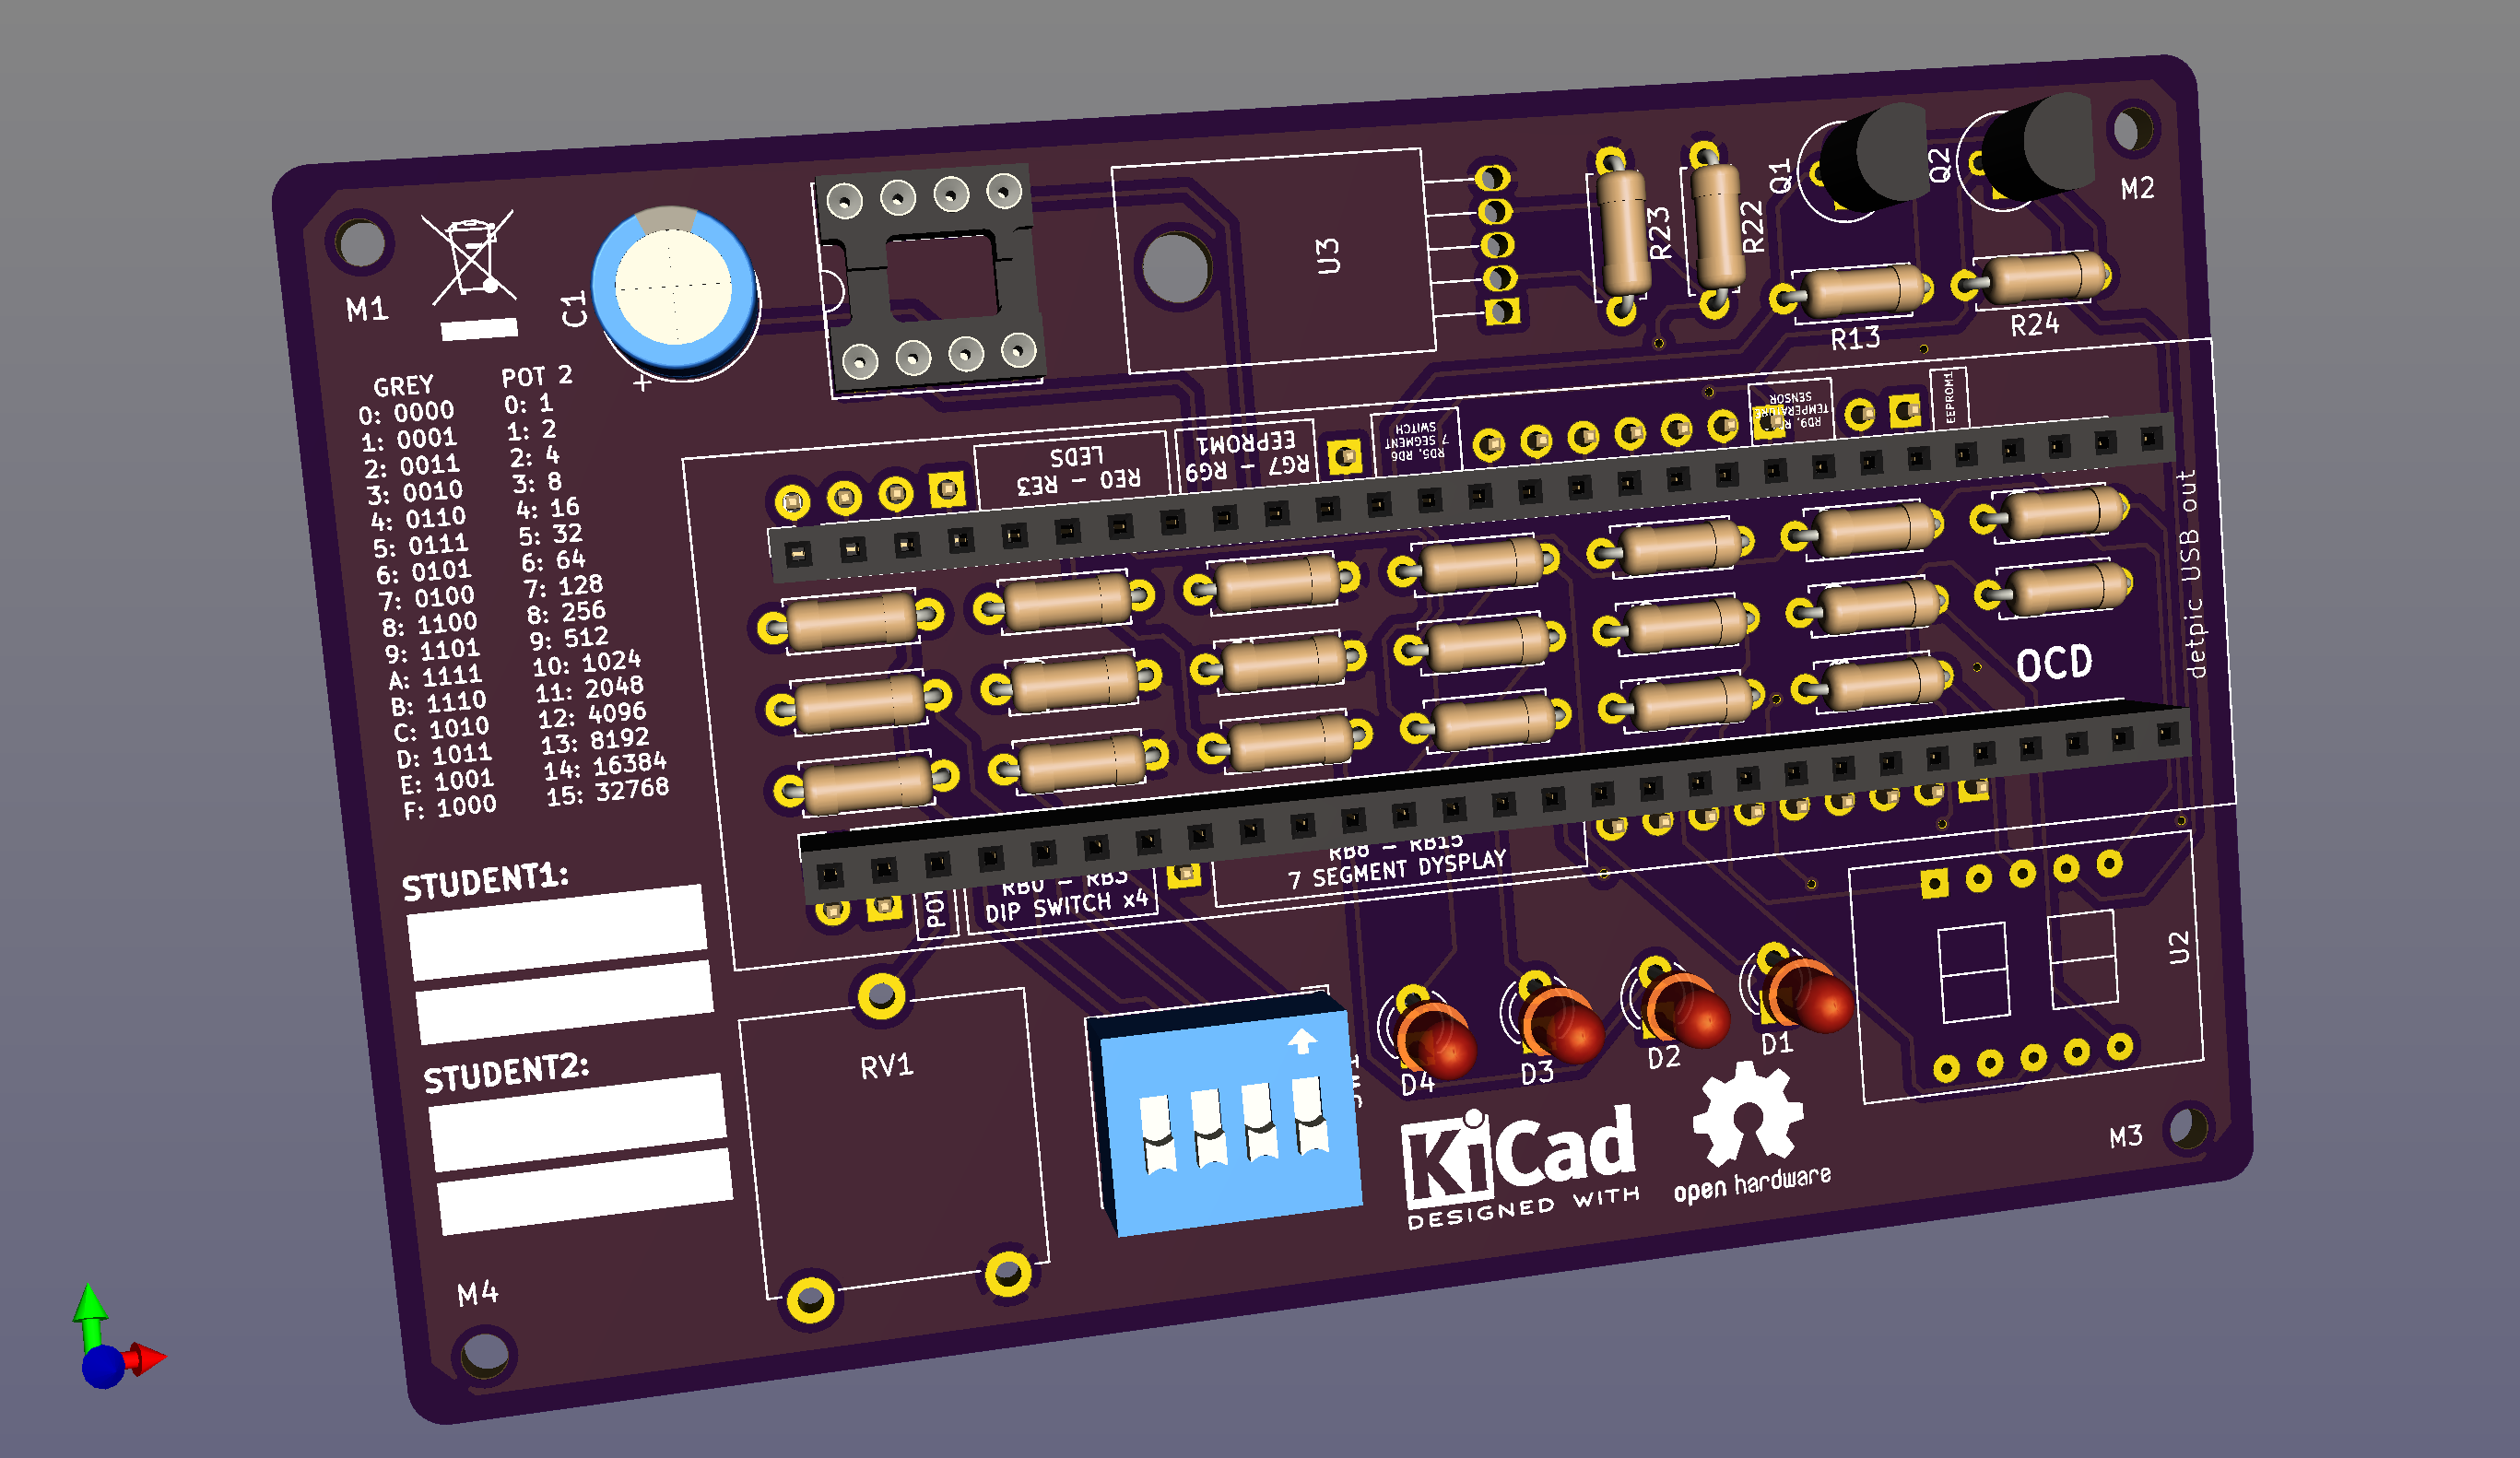 M1
C1
+
U3
R23
R22
Q1
Q2
M2
R13
R24
GREY
0: 0000
1: 0001
2: 0011
3: 0010
4: 0110
5: 0111
6: 0101
7: 0100
8: 1100
9: 1101
A: 1111
B: 1110
C: 1010
D: 1011
E: 1001
F: 1000
POT 2
0: 1
1: 2
2: 4
3: 8
4: 16
5: 32
6: 64
7: 128
8: 256
9: 512
10: 1024
11: 2048
12: 4096
13: 8192
14: 16384
15: 32768
RE0 - RE3
LEDS
RG7 - RG9
EEPROM1
RD5, RD6
7 SEGMENT
SWITCH
TEMPERATURE
SENSOR
EEPROM1
OCD
detpic USB out
POT
RB0 - RB3
DIP SWITCH x4
RB8 - RB15
7 SEGMENT DYSPLAY
STUDENT1:
STUDENT2:
RV1
D4
D3
D2
D1
U2
KiCad
DESIGNED WITH
open hardware
M3
M4